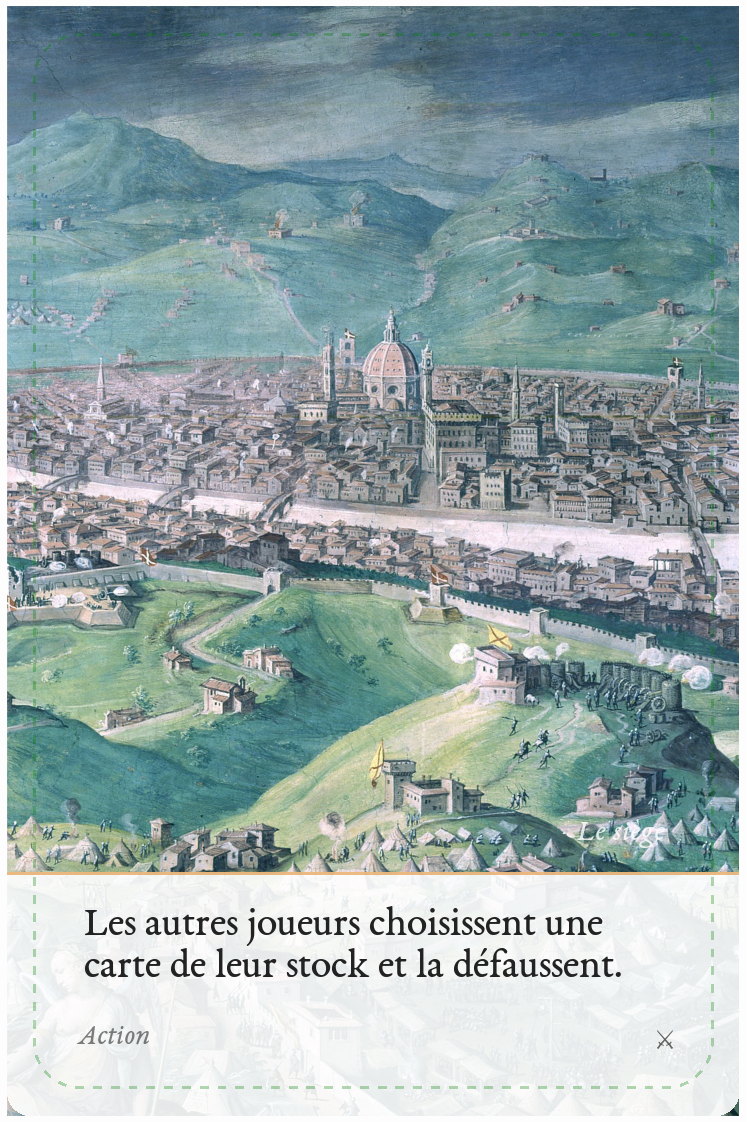 Le siège
Les autres joueurs choisissent une
carte de leur stock et la défaussent.
Action